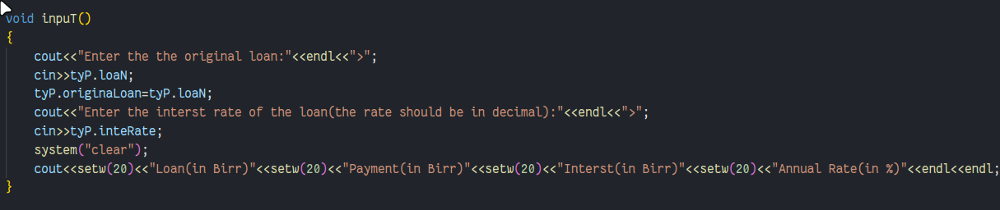 void inpuT()
{
cout<<"Enter the the original loan:"<<endl<<">";
cin>>tyP.loaN;
tyP.originaLoan=tyP.loaN;
cout<<"Enter the interst rate of the loan(the rate should be in decimal):"<<endl<<">";
cin>>tyP.inteRate;
system("clear");
cout<<setw(20)<<"Loan(in Birr)"<<setw(20)<<"Payment(in Birr)"<<setw(20)<<"Interst(in Birr)"<<setw(20)<<"Annual Rate(in %)"<<endl<<endl;
}